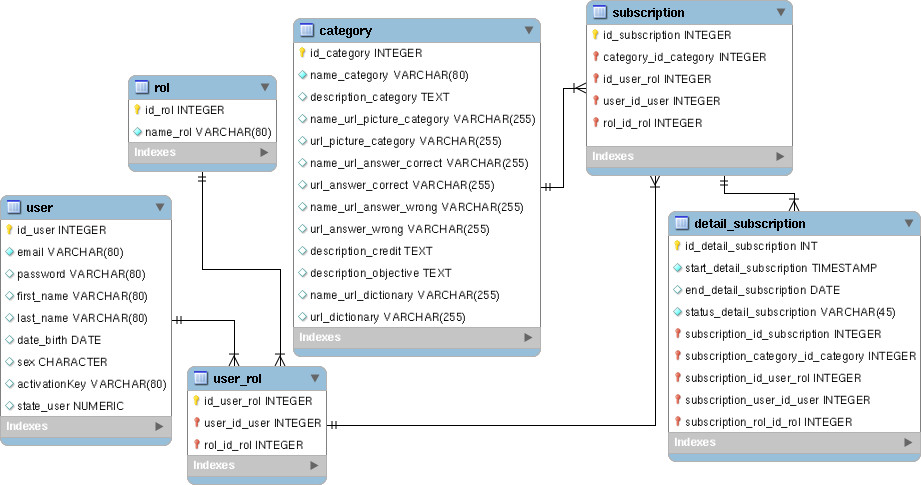 rol
id_rol INTEGER
name_rol VARCHAR(80)
Indexes
user
id_user INTEGER
email VARCHAR(80)
password VARCHAR(80)
first_name VARCHAR(80)
last_name VARCHAR(80)
date_birth DATE
sex CHARACTER
activationKey VARCHAR(80)
state_user NUMERIC
Indexes
category
id_category INTEGER
name_category VARCHAR(80)
description_category TEXT
name_url_picture_category VARCHAR(255)
url_picture_category VARCHAR(255)
name_url_answer_correct VARCHAR(255)
url_answer_correct VARCHAR(255)
name_url_answer_wrong VARCHAR(255)
url_answer_wrong VARCHAR(255)
description_credit TEXT
description_objective TEXT
name_url_dictionary VARCHAR(255)
url_dictionary VARCHAR(255)
Indexes
user_rol
id_user_rol INTEGER
user_id_user INTEGER
rol_id_rol INTEGER
Indexes
subscription
id_subscription INTEGER
category_id_category INTEGER
id_user_rol INTEGER
user_id_user INTEGER
rol_id_rol INTEGER
Indexes
detail_subscription
id_detail_subscription INT
start_detail_subscription TIMESTAMP
end_detail_subscription DATE
status_detail_subscription VARCHAR(45)
subscription_id_subscription INTEGER
subscription_category_id_category INTEGER
subscription_id_user_rol INTEGER
subscription_user_id_user INTEGER
subscription_rol_id_rol INTEGER
Indexes